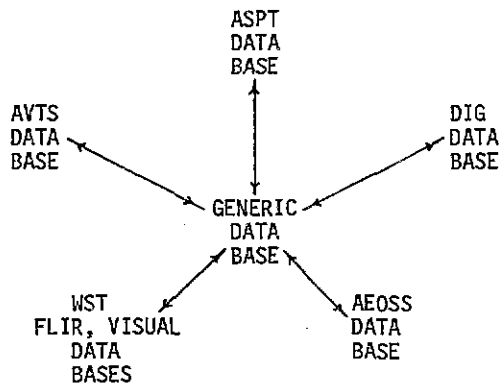 ASPT
DATA
BASE
AVTS
DATA
BASE
DIG
DATA
BASE
GENERIC
DATA
BASE
WST
FLIR, VISUAL
DATA
BASES
AEOSS
DATA
BASE